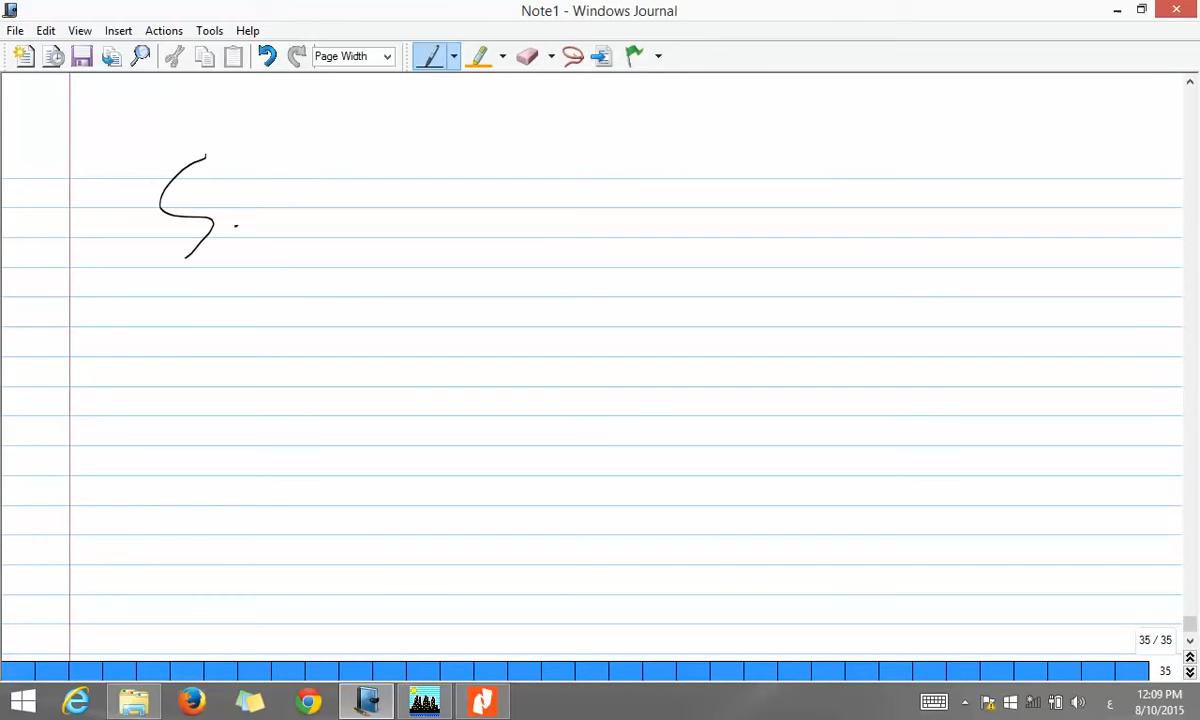 Note1 - Windows Journal
File Edit View Insert Actions Tools Help
Page Width
S.
35 / 35
35
12:09 PM
ع
8/10/2015